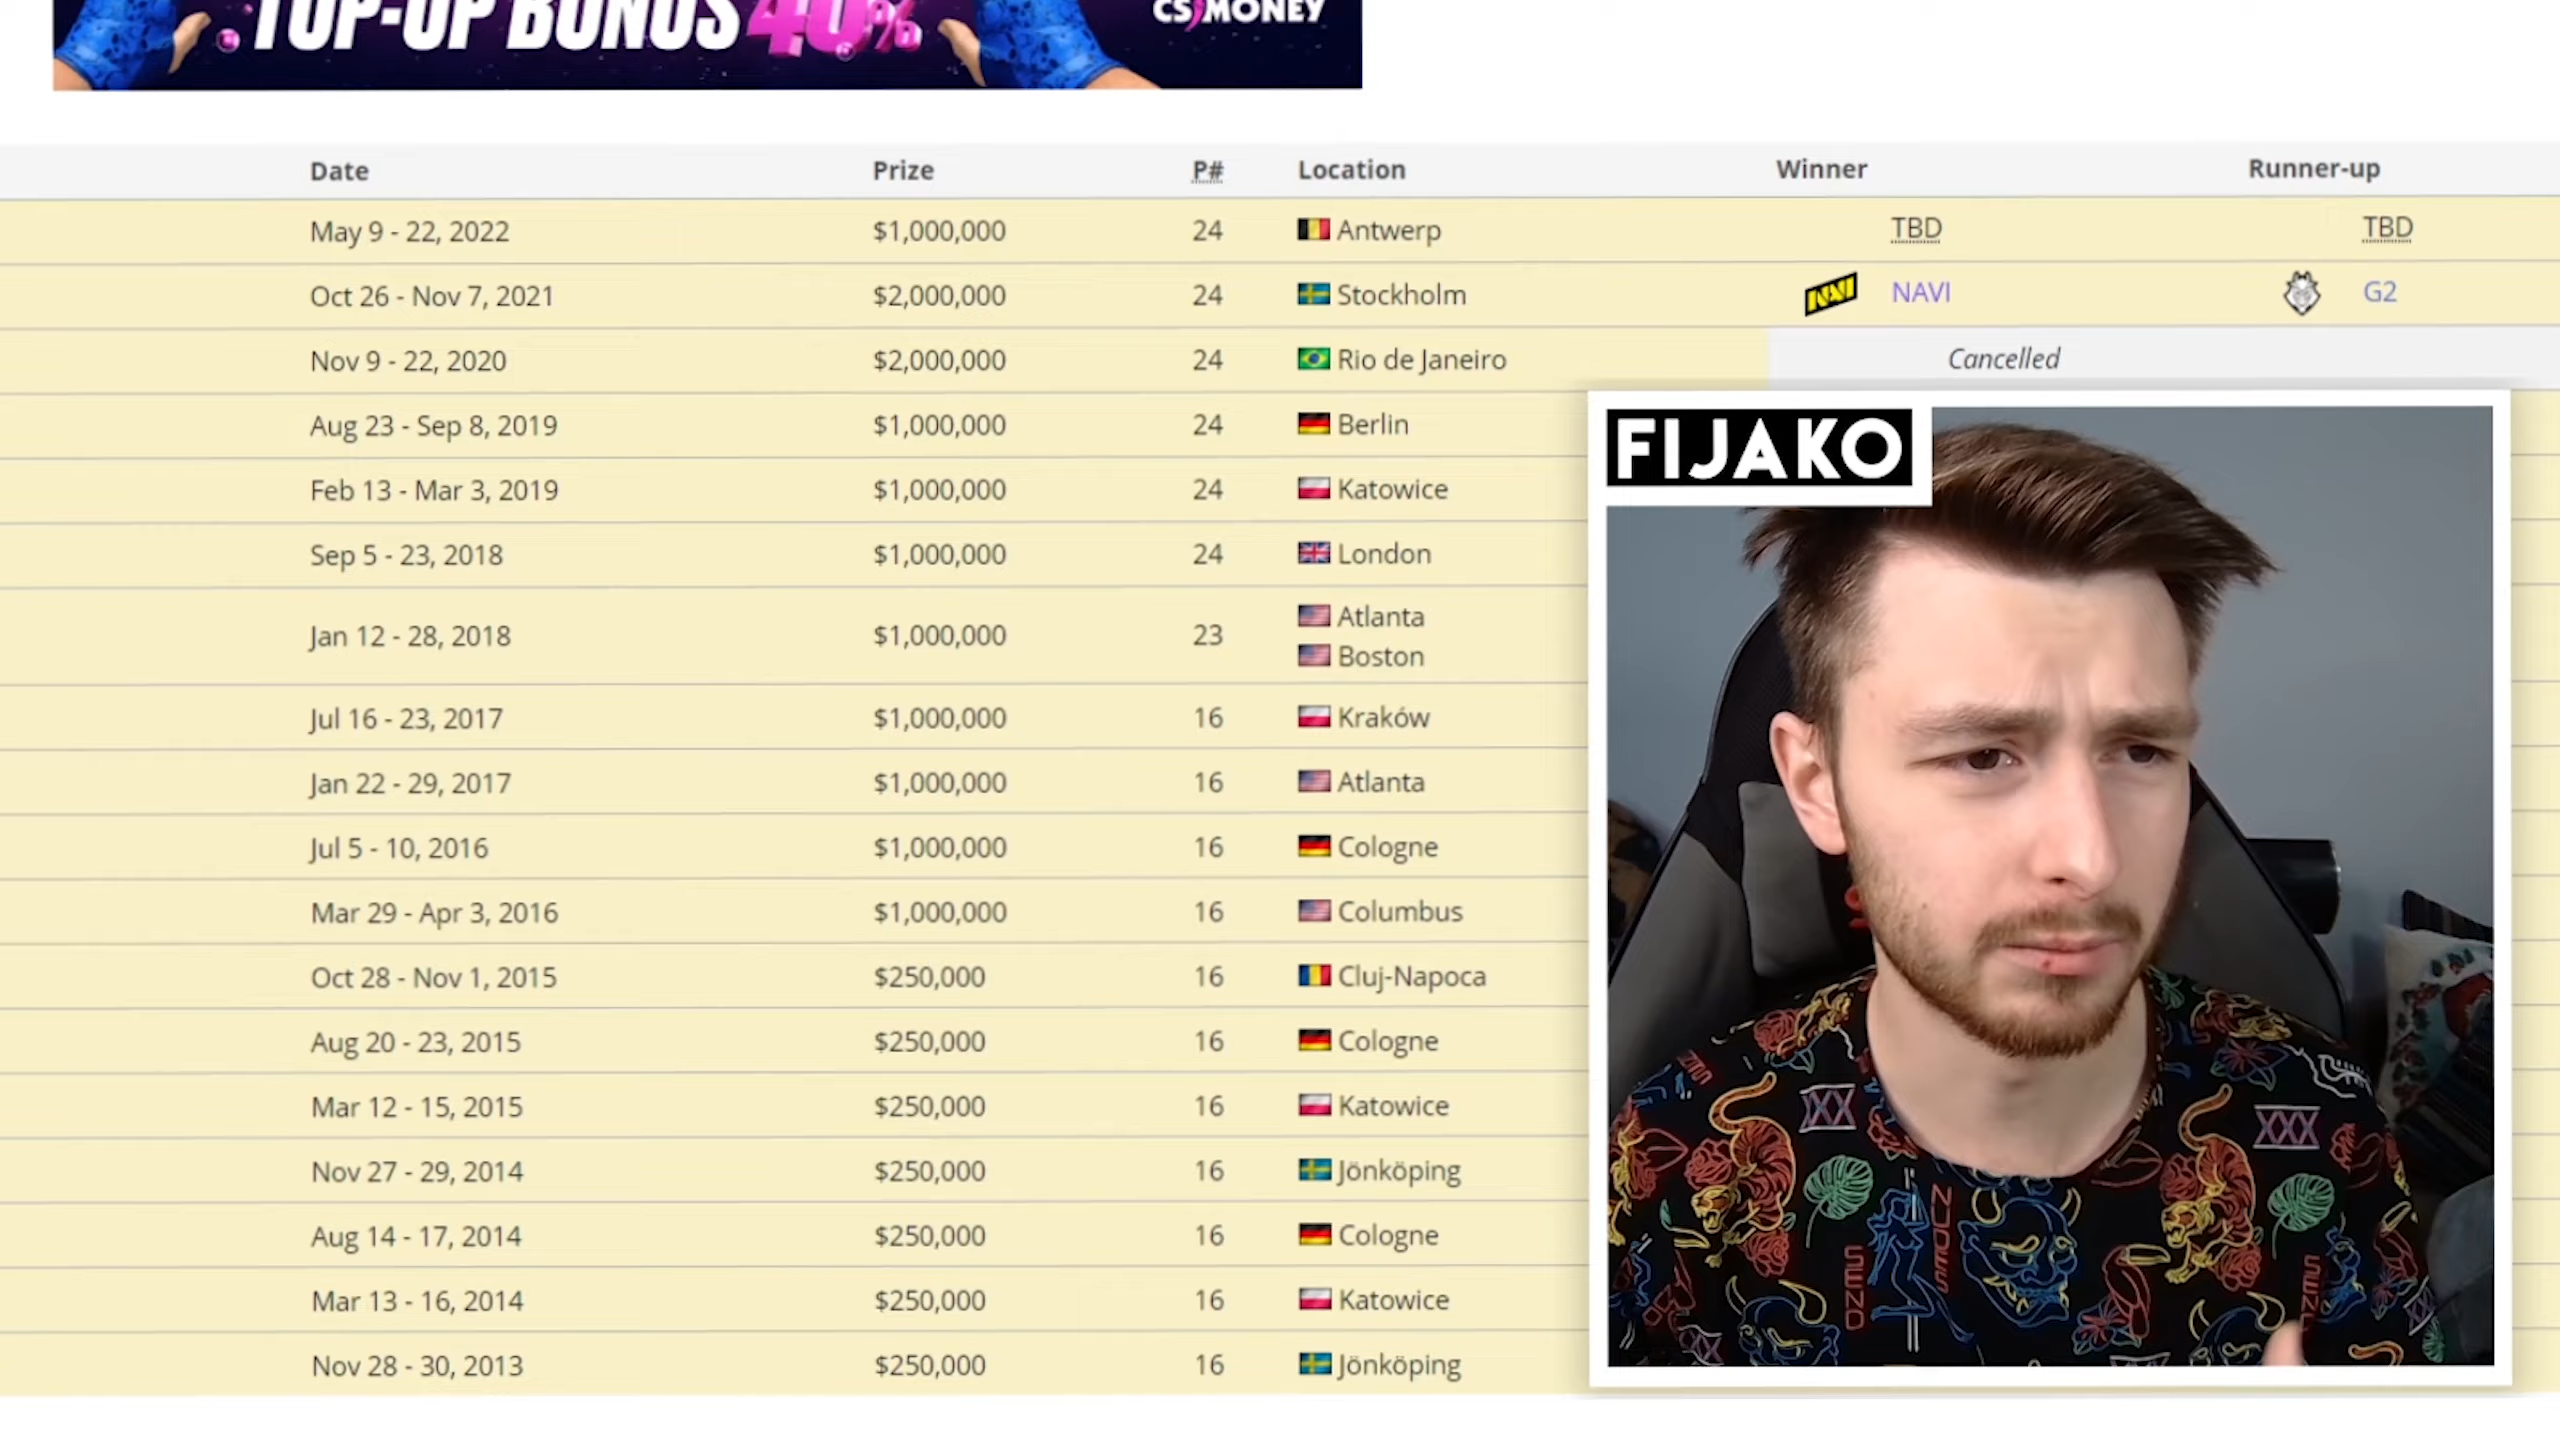 TOP-UP BONUS 40%
CS.MONEY
Date Prize P# Location Winner Runner-up
May 9 - 22, 2022 $1,000,000 24 Antwerp TBD TBD
Oct 26 - Nov 7, 2021 $2,000,000 24 Stockholm NAVI NAVI G2
Nov 9 - 22, 2020 $2,000,000 24 Rio de Janeiro Cancelled
Aug 23 - Sep 8, 2019 $1,000,000 24 Berlin
Feb 13 - Mar 3, 2019 $1,000,000 24 Katowice
Sep 5 - 23, 2018 $1,000,000 24 London
Jan 12 - 28, 2018 $1,000,000 23 Atlanta
Boston
Jul 16 - 23, 2017 $1,000,000 16 Kraków
Jan 22 - 29, 2017 $1,000,000 16 Atlanta
Jul 5 - 10, 2016 $1,000,000 16 Cologne
Mar 29 - Apr 3, 2016 $1,000,000 16 Columbus
Oct 28 - Nov 1, 2015 $250,000 16 Cluj-Napoca
Aug 20 - 23, 2015 $250,000 16 Cologne
Mar 12 - 15, 2015 $250,000 16 Katowice
Nov 27 - 29, 2014 $250,000 16 Jönköping
Aug 14 - 17, 2014 $250,000 16 Cologne
Mar 13 - 16, 2014 $250,000 16 Katowice
Nov 28 - 30, 2013 $250,000 16 Jönköping
FIJAKO
XXX
XXX
SEND
NUDES
SEND